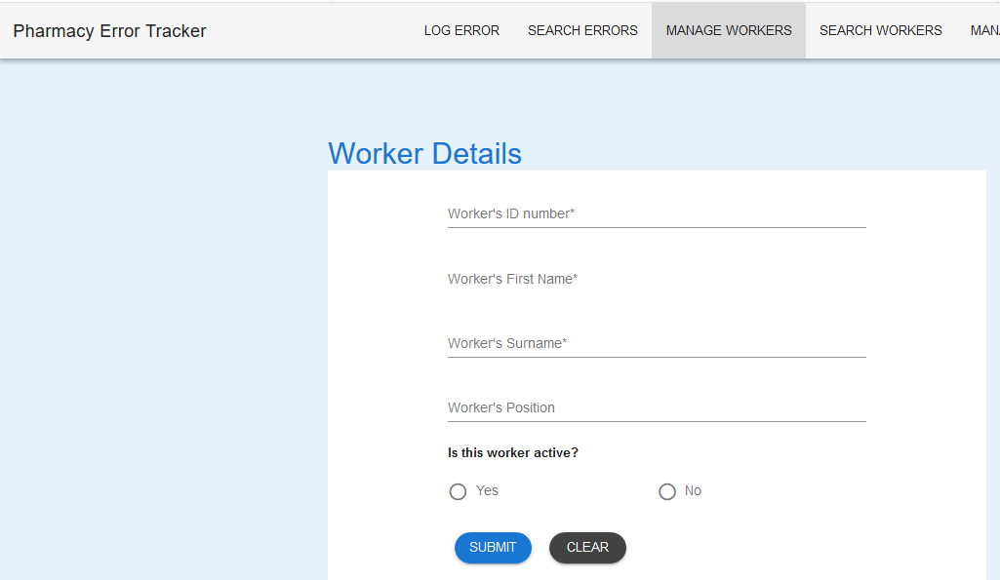 Pharmacy Error Tracker
LOG ERROR SEARCH ERRORS MANAGE WORKERS SEARCH WORKERS MAN
Worker Details
Worker's ID number*
Worker's First Name*
Worker's Surname*
Worker's Position
Is this worker active?
Yes No
SUBMIT CLEAR